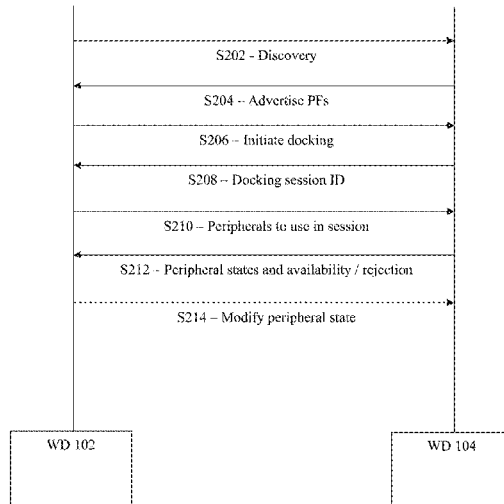 S202 - Discovery
S204 – Advertise PFs
S206 – Initiate docking
S208 – Docking session ID
S210 – Peripherals to use in session
S212 – Peripheral states and availability / rejection
S214 – Modify peripheral state
WD 102
WD 104